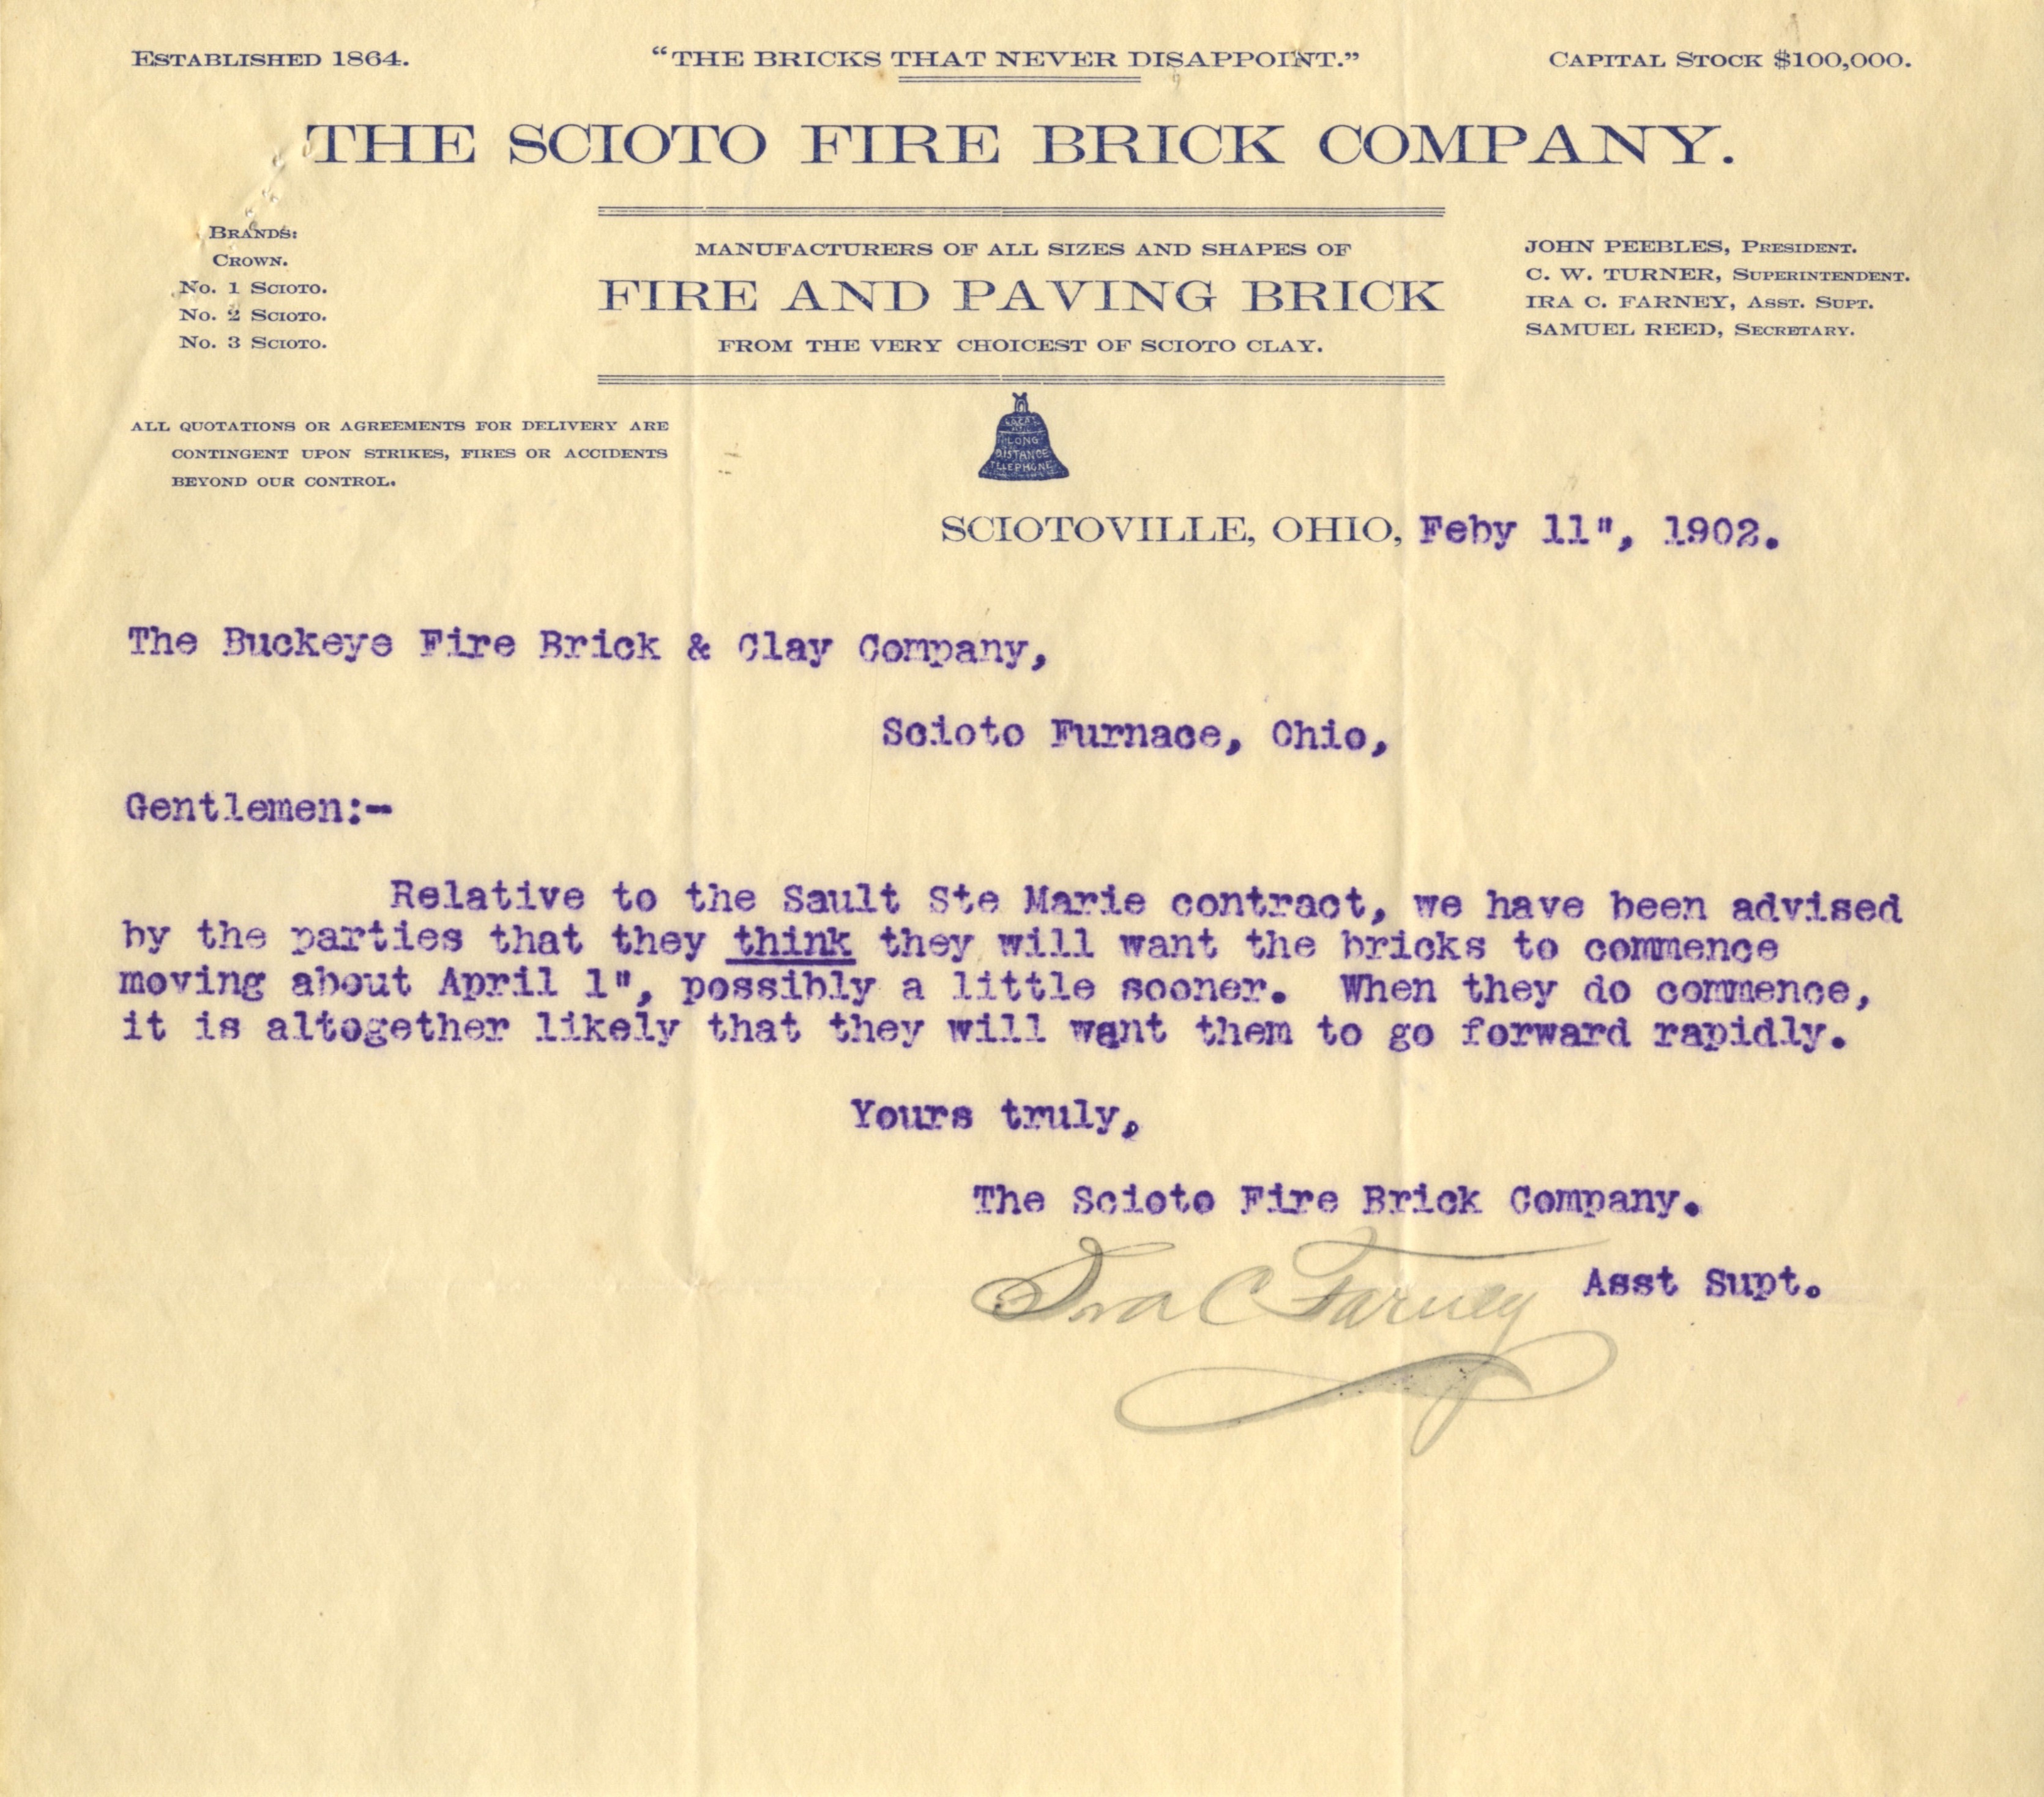 ESTABLISHED 1864.
"THE BRICKS THAT NEVER DISAPPOINT."
CAPITAL STOCK $100,000.
THE SCIOTO FIRE BRICK COMPANY.
BRANDS:
CROWN.
No. 1 SCIOTO.
No. 2 SCIOTO.
No. 3 SCIOTO.
MANUFACTURERS OF ALL SIZES AND SHAPES OF
FIRE AND PAVING BRICK
FROM THE VERY CHOICEST OF SCIOTO CLAY.
JOHN PEEBLES, PRESIDENT.
C. W. TURNER, SUPERINTENDENT.
IRA C. FARNEY, ASST. SUPT.
SAMUEL REED, SECRETARY.
ALL QUOTATIONS OR AGREEMENTS FOR DELIVERY ARE
CONTINGENT UPON STRIKES, FIRES OR ACCIDENTS
BEYOND OUR CONTROL.
LONG
DISTANCE
TELEPHONE
SCIOTOVILLE, OHIO, Feby 11", 1902.
The Buckeye Fire Brick & Clay Company,
Scioto Furnace, Ohio,
Gentlemen:-
Relative to the Sault Ste Marie contract, we have been advised
by the parties that they think they will want the bricks to commence
moving about April 1", possibly a little sooner. When they do commence,
it is altogether likely that they will want them to go forward rapidly.
Yours truly,
The Scioto Fire Brick Company.
Ira C Farney Asst Supt.